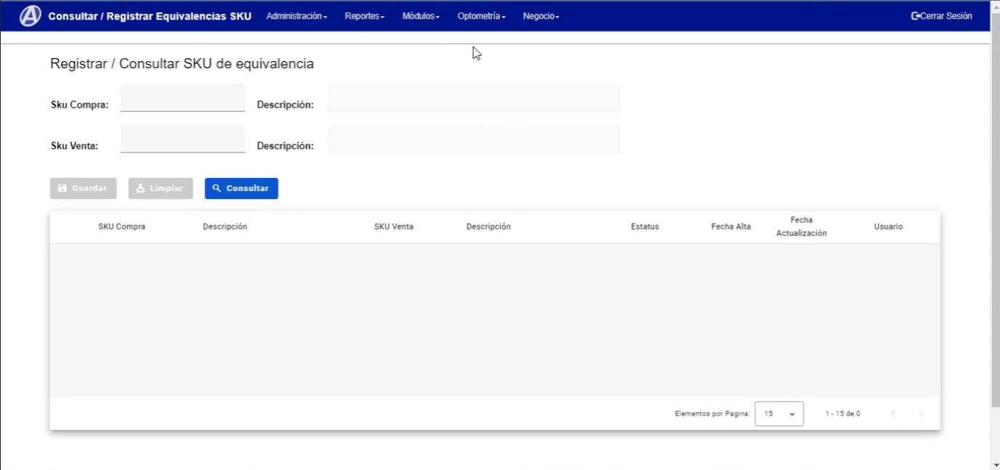 Consultar / Registrar Equivalencias SKU Administración Reportes Módulos Optometría Negocio Cerrar Sesión
Registrar / Consultar SKU de equivalencia
Sku Compra: Descripción:
Sku Venta: Descripción:
Guardar Limpiar Consultar
SKU Compra Descripción SKU Venta Descripción Estatus Fecha Alta Fecha Actualización Usuario
Elementos por Pagina: 15 1 - 15 de 0